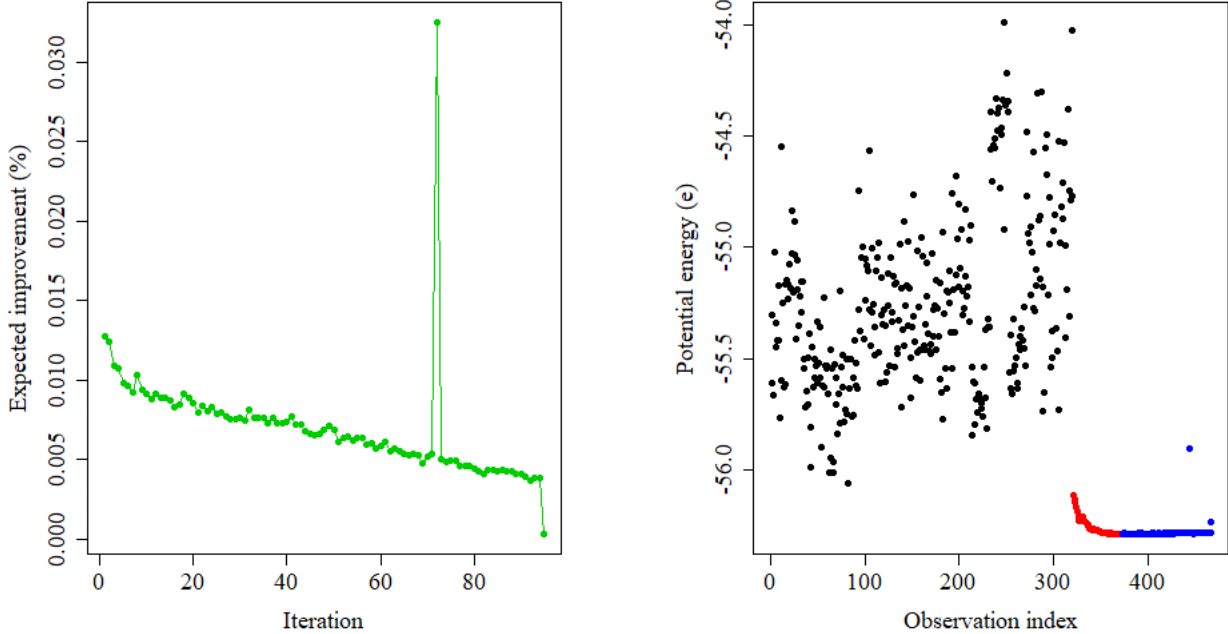 Expected improvement (%)
0.030
0.025
0.020
0.015
0.010
0.005
0.000
0 20 40 60 80
Iteration
Potential energy (e)
-54.0
-54.5
-55.0
-55.5
-56.0
0 100 200 300 400
Observation index